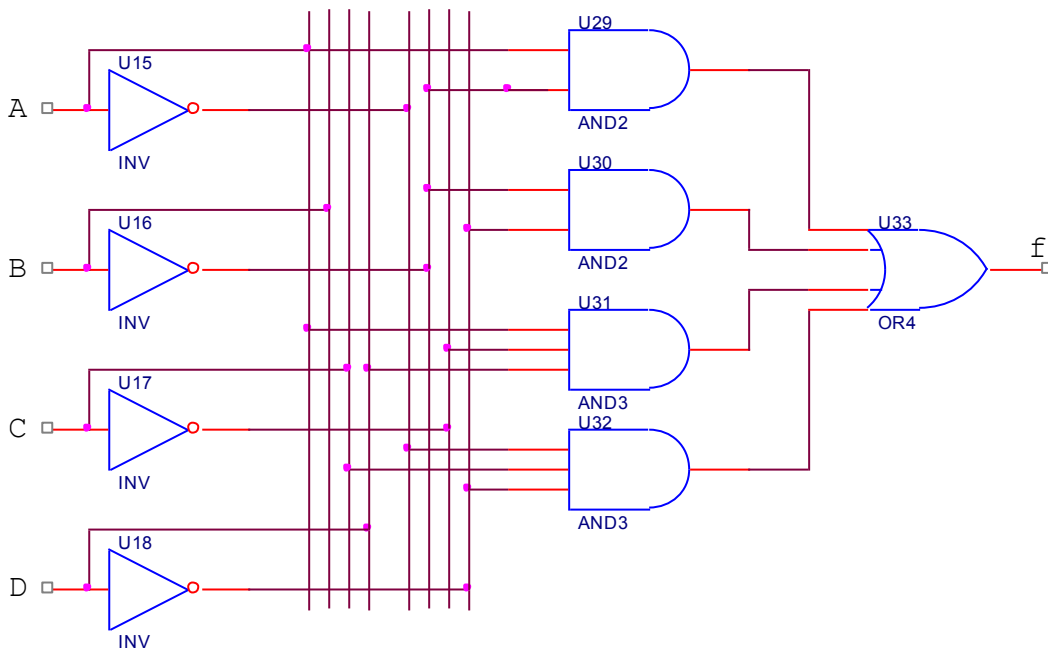 U29
U15
A
INV
AND2
U30
U16
U33
B
AND2
f
INV
U31
OR4
U17
C
AND3
U32
INV
AND3
U18
D
INV